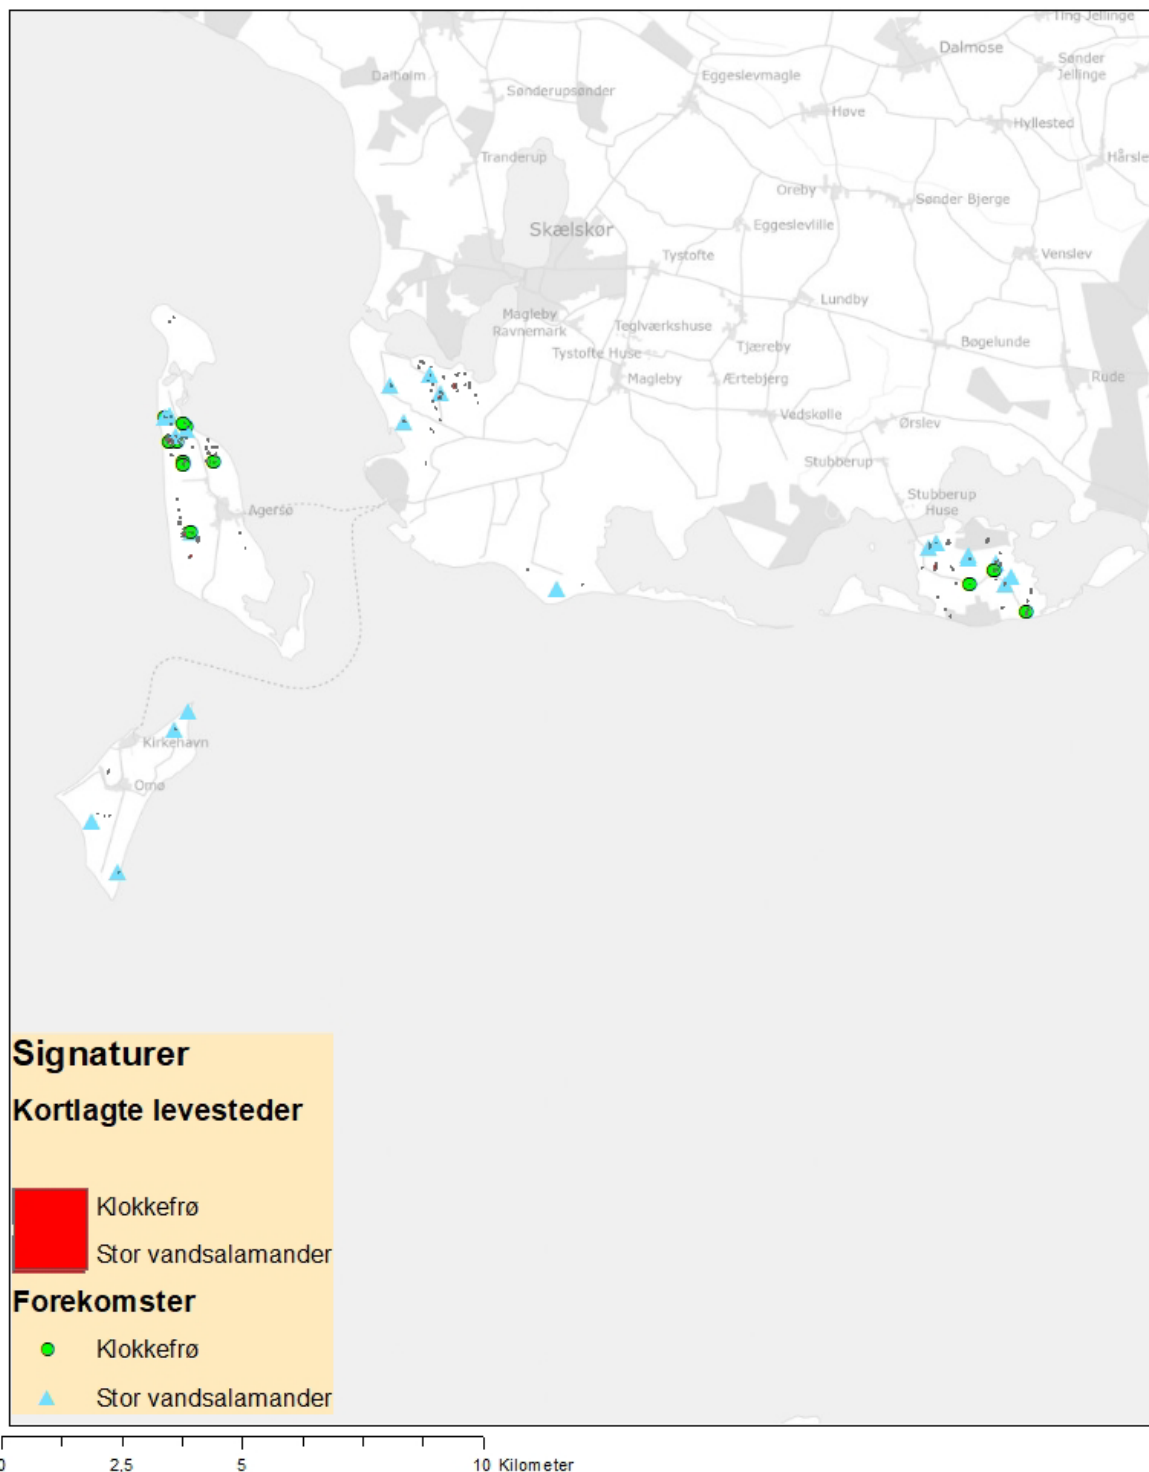 Ting Jellinge
Dalmose
Sønder
Jellinge
Dalholm
Eggeslevmagle
Sønderupsønder
Høve
Hyllested
Tranderup
Hårsle
Oreby
Sønder Bjerge
Skælskør
Eggeslevlille
Tystofte
Venslev
Lundby
Magleby
Ravnemark
Teglværkshuse
Tjæreby
Bøgelunde
Tystofte Huse
Magleby
Ærtebjerg
Rude
Vedskølle
Ørslev
Stubberup
Stubberup
Huse
Agersø
Kirkehavn
Omø
Signaturer
Kortlagte levesteder
Klokkefrø
Stor vandsalamander
Forekomster
Klokkefrø
Stor vandsalamander
0 2,5 5 10 Kilometer